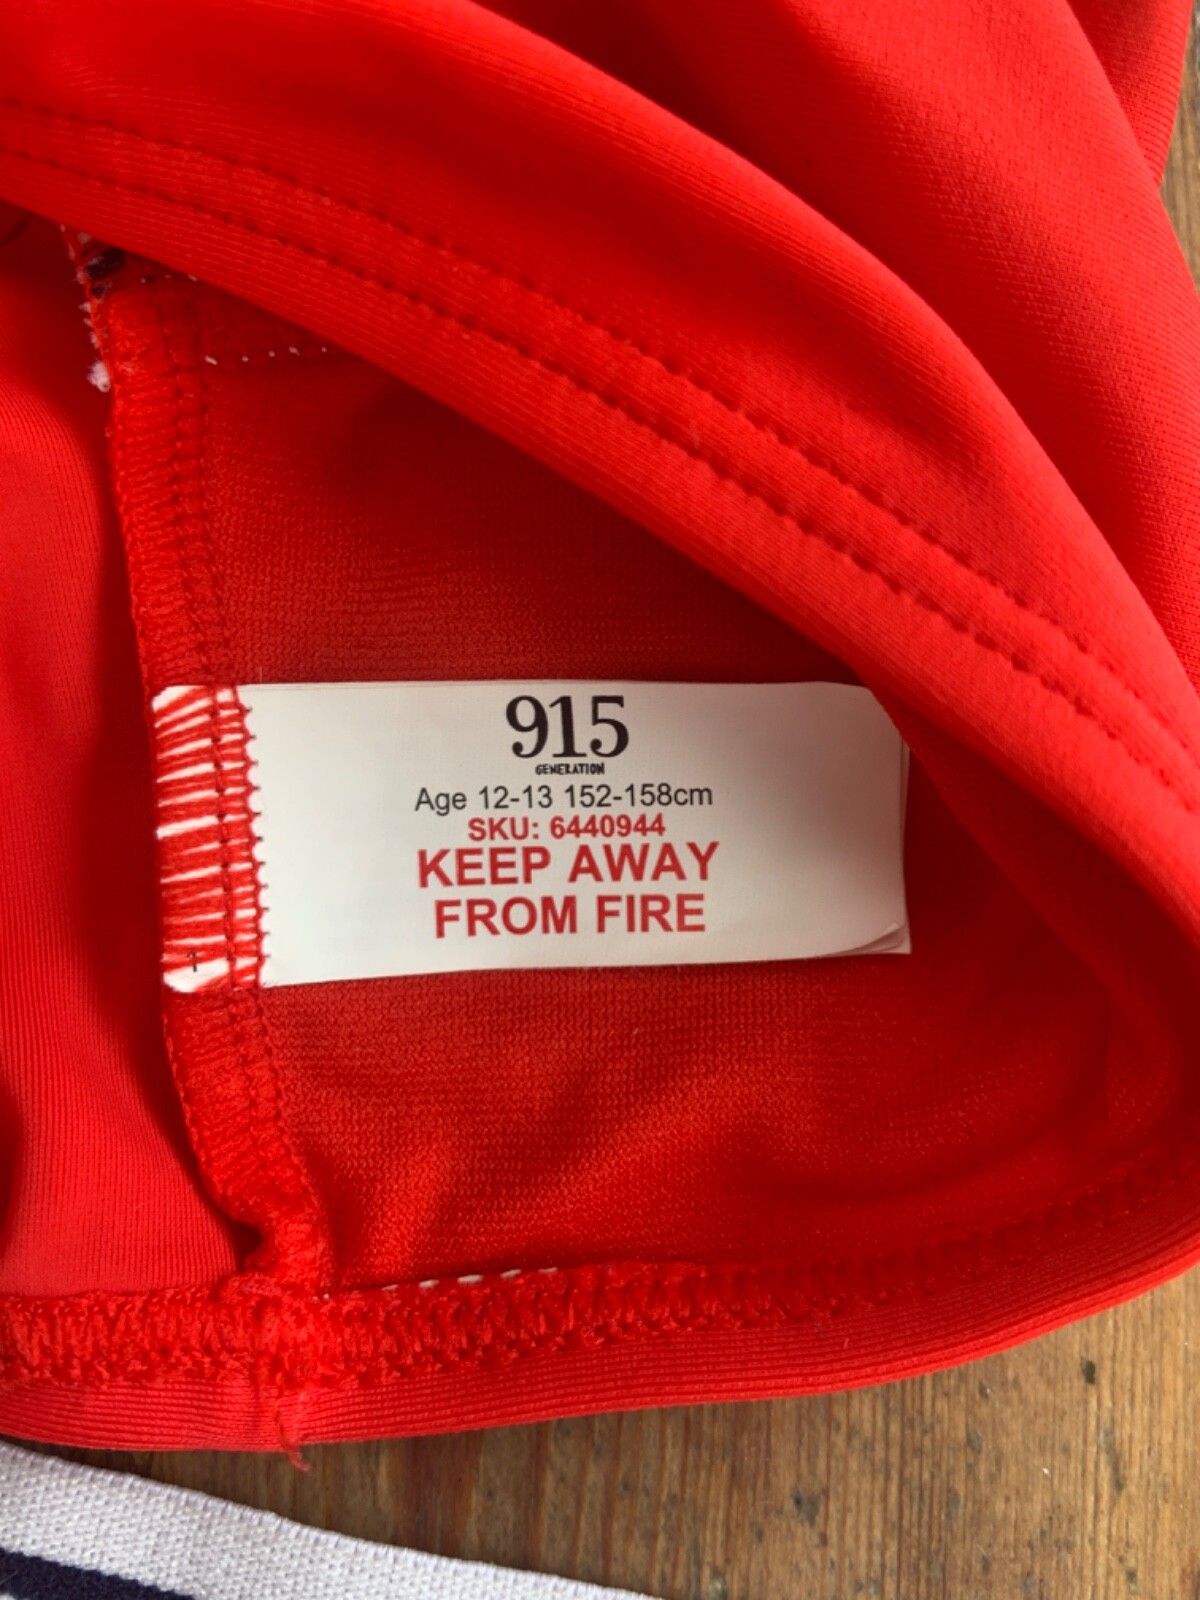 915
GENERATION
Age 12-13 152-158cm
SKU: 6440944
KEEP AWAY
FROM FIRE
T